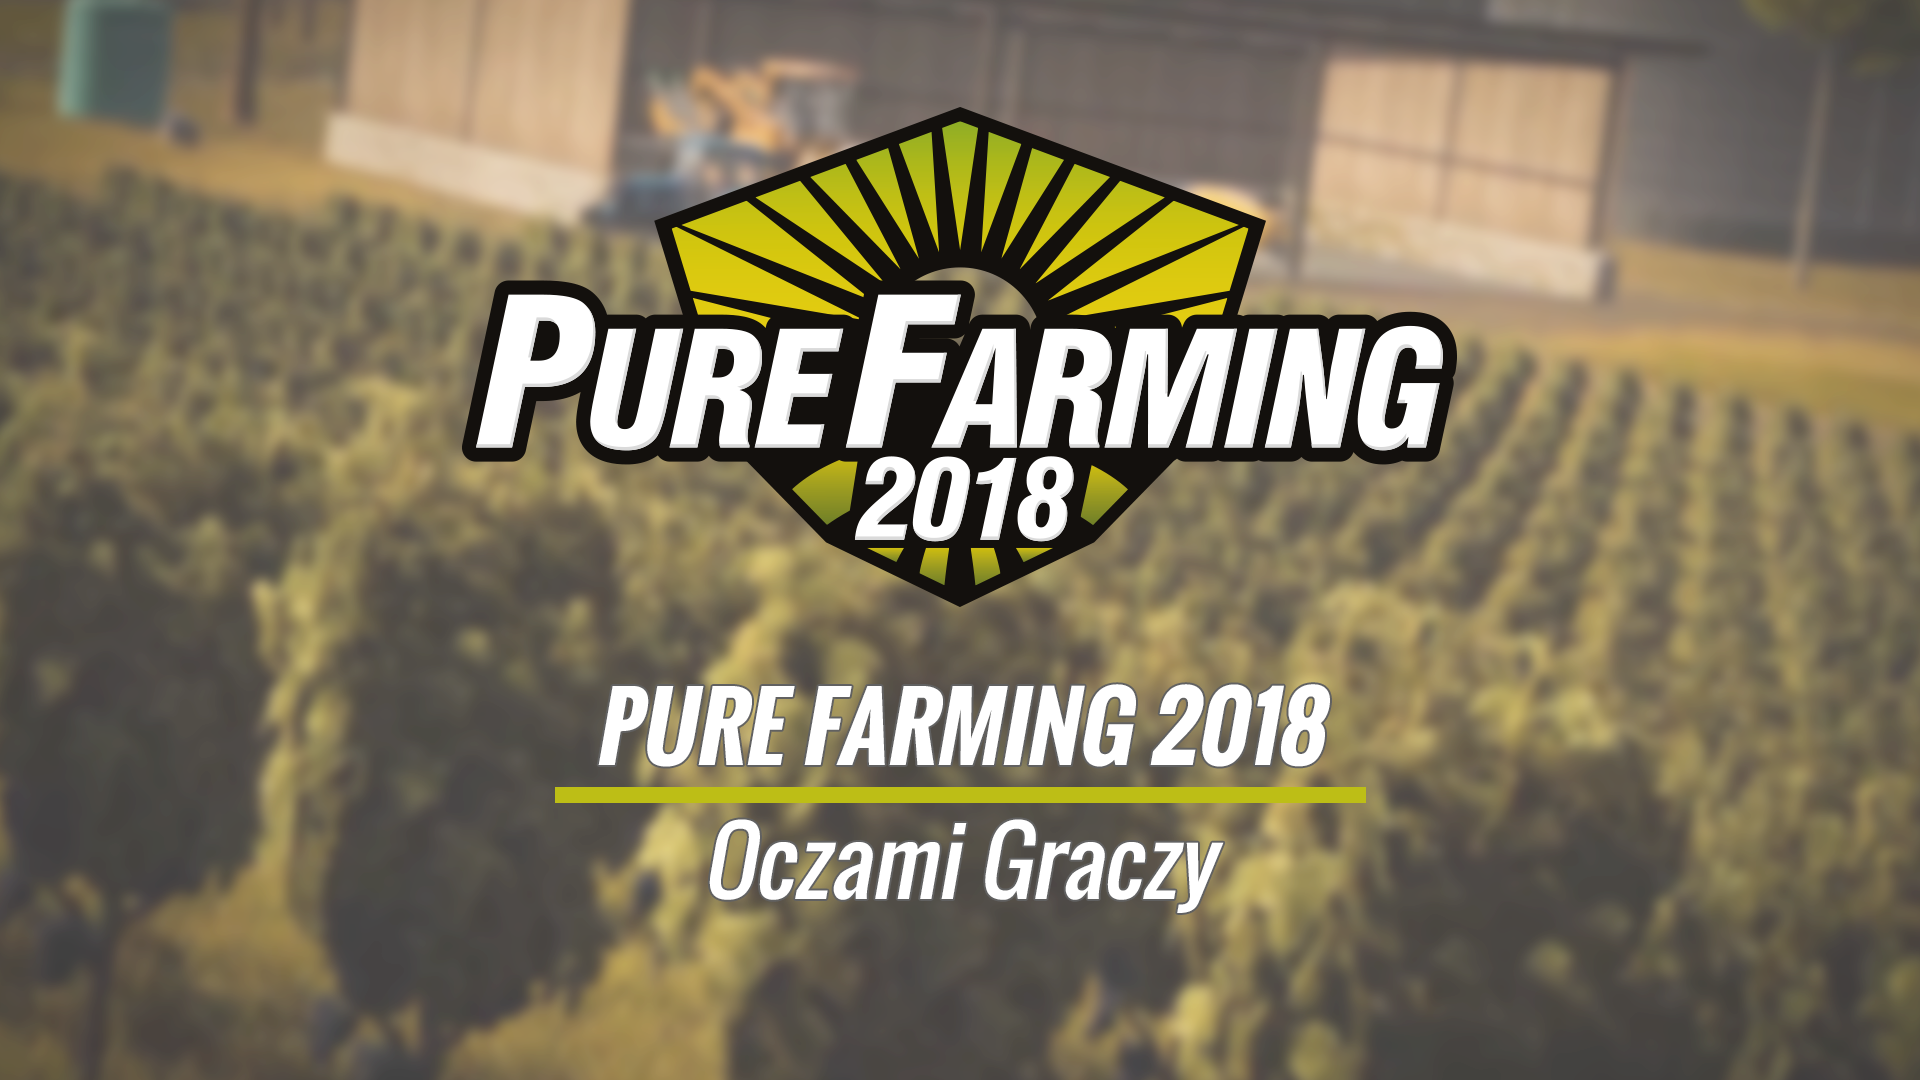 PURE FARMING
2018
PURE FARMING 2018
Oczami Graczy